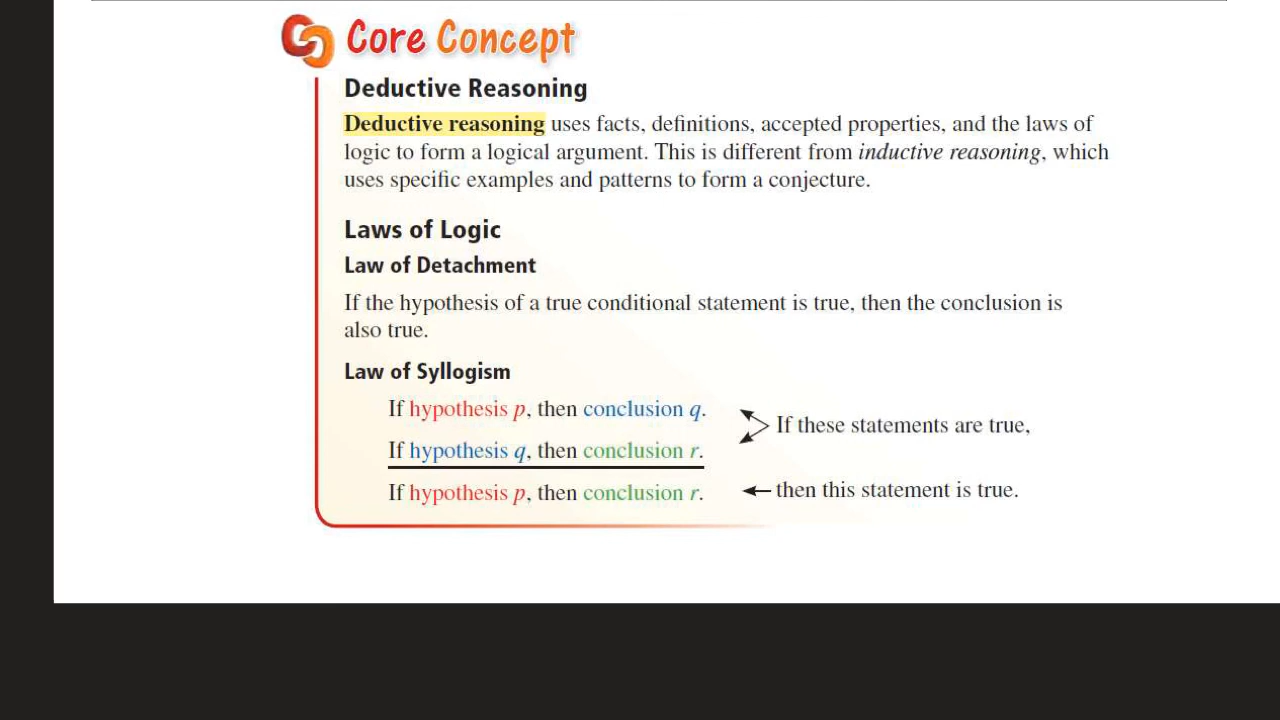 Core Concept
Deductive Reasoning
Deductive reasoning uses facts, definitions, accepted properties, and the laws of
logic to form a logical argument. This is different from inductive reasoning, which
uses specific examples and patterns to form a conjecture.
Laws of Logic
Law of Detachment
If the hypothesis of a true conditional statement is true, then the conclusion is
also true.
Law of Syllogism
If hypothesis p, then conclusion q.
If these statements are true,
If hypothesis q, then conclusion r.
If hypothesis p, then conclusion r.
then this statement is true.